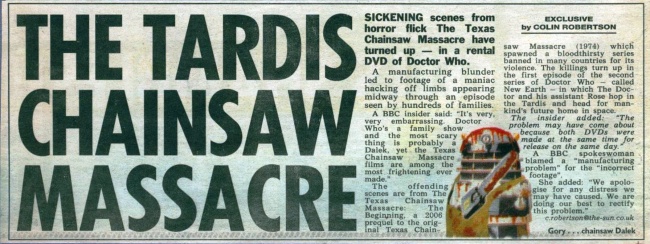 THE TARDIS
CHAINSAW
MASSACRE
SICKENING scenes from
horror flick The Texas
Chainsaw Massacre have
turned up — in a rental
DVD of Doctor Who.
A manufacturing blunder
led to footage of a maniac
hacking off limbs appearing
midway through an episode
seen by hundreds of families.
A BBC insider said: "It's very,
very embarrassing. Doctor
Who's a family show
and the most scary
thing is probably a
Dalek, yet the Texas
Chainsaw Massacre
films are among the
most frightening ever
made."
The offending
scenes are from The
Texas Chainsaw
Massacre: The
Beginning, a 2006
prequel to the orig-
inal Texas Chain-
EXCLUSIVE
by COLIN ROBERTSON
saw Massacre (1974) which
spawned a bloodthirsty series
banned in many countries for its
violence. The killings turn up in
the first episode of the second
series of Doctor Who — called
New Earth — in which The Doc-
tor and his assistant Rose hop in
the Tardis and head for man-
kind's future home in space.
The insider added: "The
problem may have come about
because both DVDs were
made at the same time for
release on the same day."
A BBC spokeswoman
blamed a "manufacturing
problem" for the "incorrect
footage".
She added: "We apolo-
gise for any distress we
may have caused. We are
doing our best to rectify
this problem."
c.robertson@the-sun.co.uk
Gory . . . chainsaw Dalek